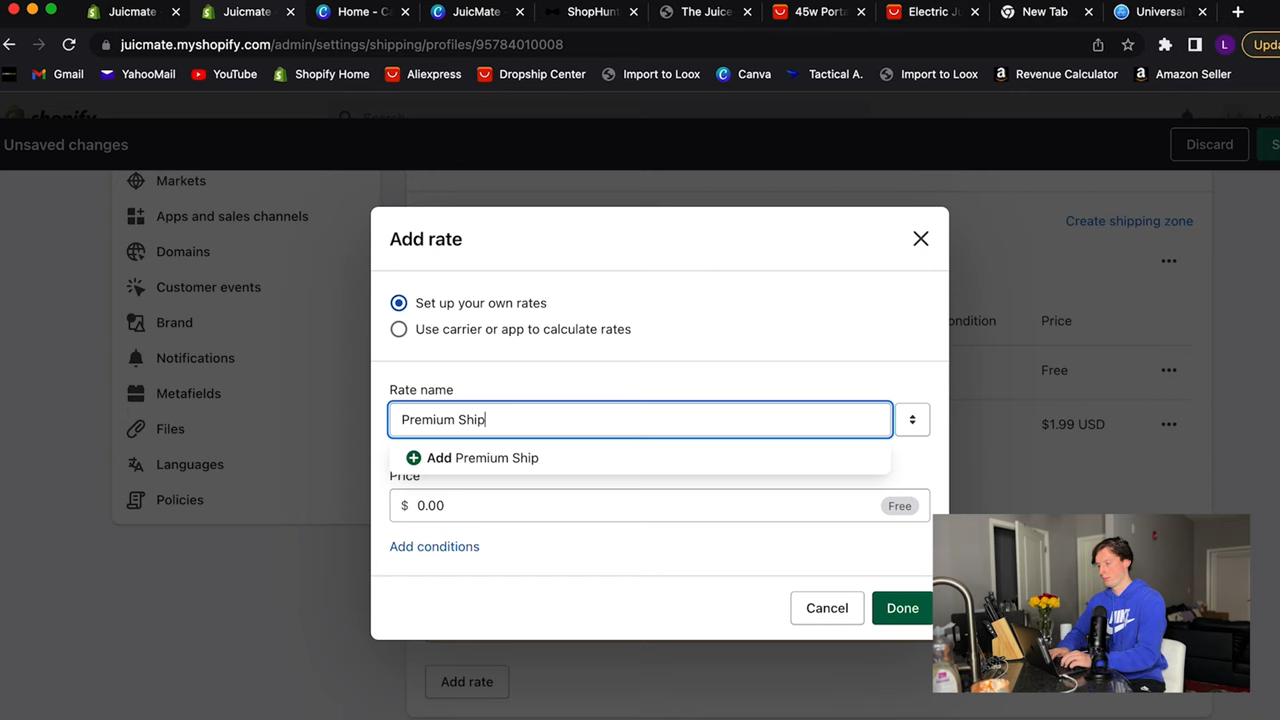 Juicmate
Juicmate
Home - Ca
JuicMate -
ShopHunt
The Juice
45w Porta
Electric Ju
New Tab
Universal
juicmate.myshopify.com/admin/settings/shipping/profiles/95784010008
L
Upda
Gmail
YahooMail
YouTube
Shopify Home
Aliexpress
Dropship Center
Import to Loox
Canva
Tactical A.
Import to Loox
Revenue Calculator
Amazon Seller
shopify
Search
Unsaved changes
Discard
S
Markets
Apps and sales channels
Domains
Customer events
Brand
Notifications
Metafields
Files
Languages
Policies
Create shipping zone
ondition
Price
Free
$1.99 USD
Add rate
Set up your own rates
Use carrier or app to calculate rates
Rate name
Premium Ship
Add Premium Ship
Price
$ 0.00
Free
Add conditions
Cancel
Done
Add rate